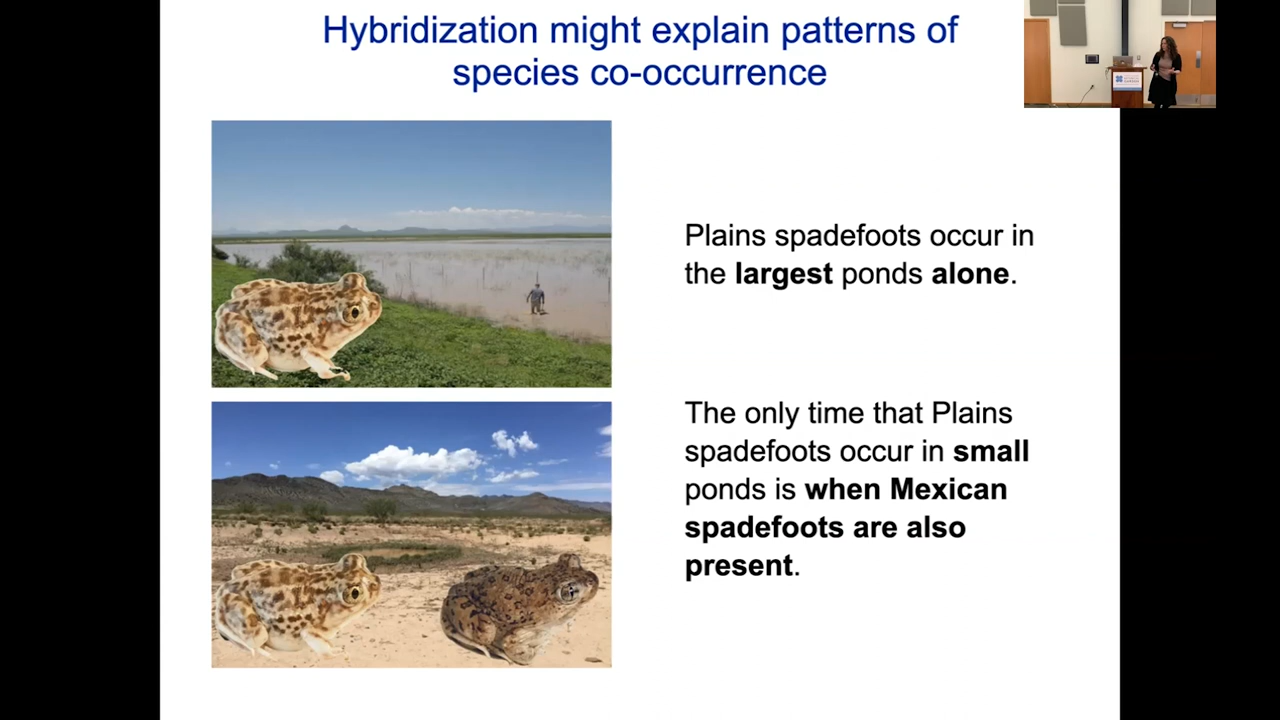 Hybridization might explain patterns of
species co-occurrence
Plains spadefoots occur in
the largest ponds alone.
The only time that Plains
spadefoots occur in small
ponds is when Mexican
spadefoots are also
present.